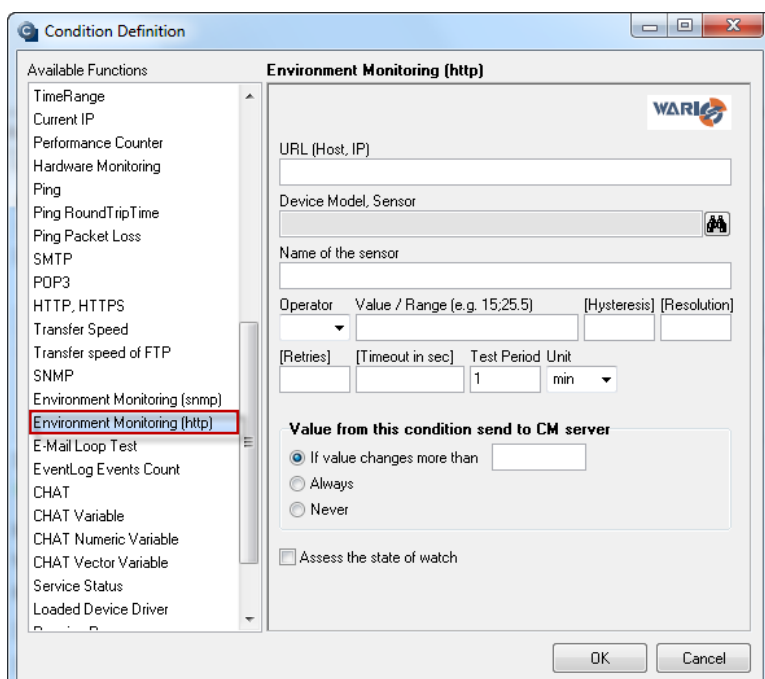 Condition Definition
Available Functions
TimeRange
Current IP
Performance Counter
Hardware Monitoring
Ping
Ping RoundTripTime
Ping Packet Loss
SMTP
POP3
HTTP, HTTPS
Transfer Speed
Transfer speed of FTP
SNMP
Environment Monitoring (snmp)
Environment Monitoring (http)
E-Mail Loop Test
EventLog Events Count
CHAT
CHAT Variable
CHAT Numeric Variable
CHAT Vector Variable
Service Status
Loaded Device Driver
Environment Monitoring (http)
URL (Host, IP)
Device Model, Sensor
Name of the sensor
Operator Value / Range (e.g. 15;25.5) [Hysteresis] [Resolution]
[Retries] [Timeout in sec] Test Period Unit
1 min
Value from this condition send to CM server
If value changes more than
Always
Never
Assess the state of watch
OK Cancel